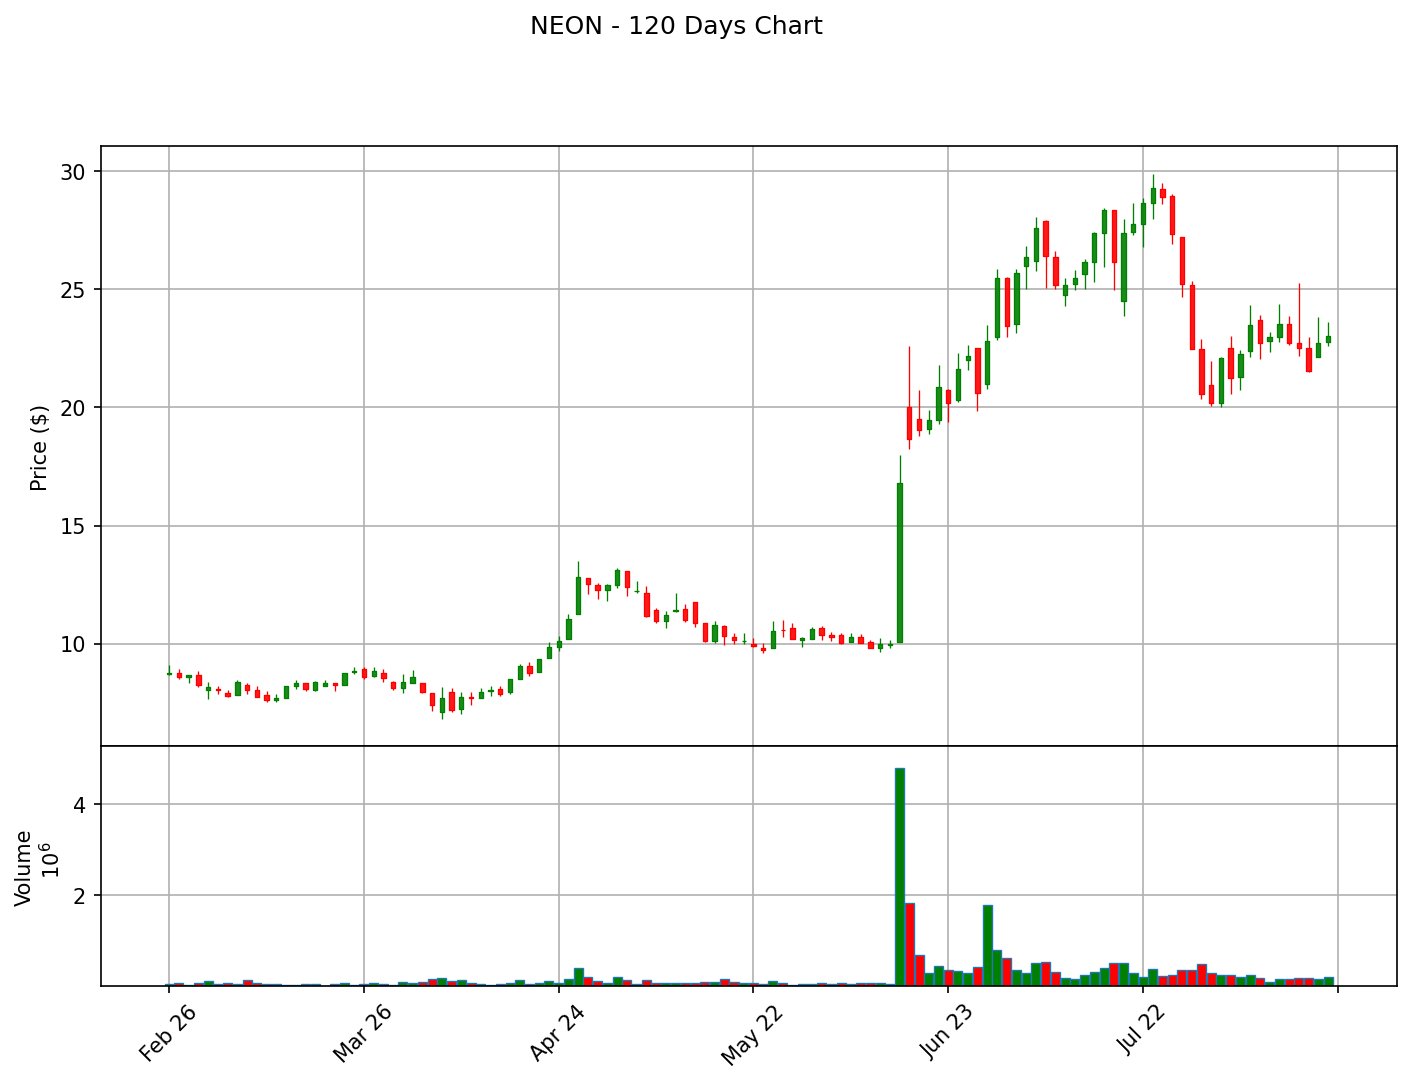 NEON - 120 Days Chart
Price ($)
30
25
20
15
10
Volume
10⁶
4
2
Feb 26
Mar 26
Apr 24
May 22
Jun 23
Jul 22